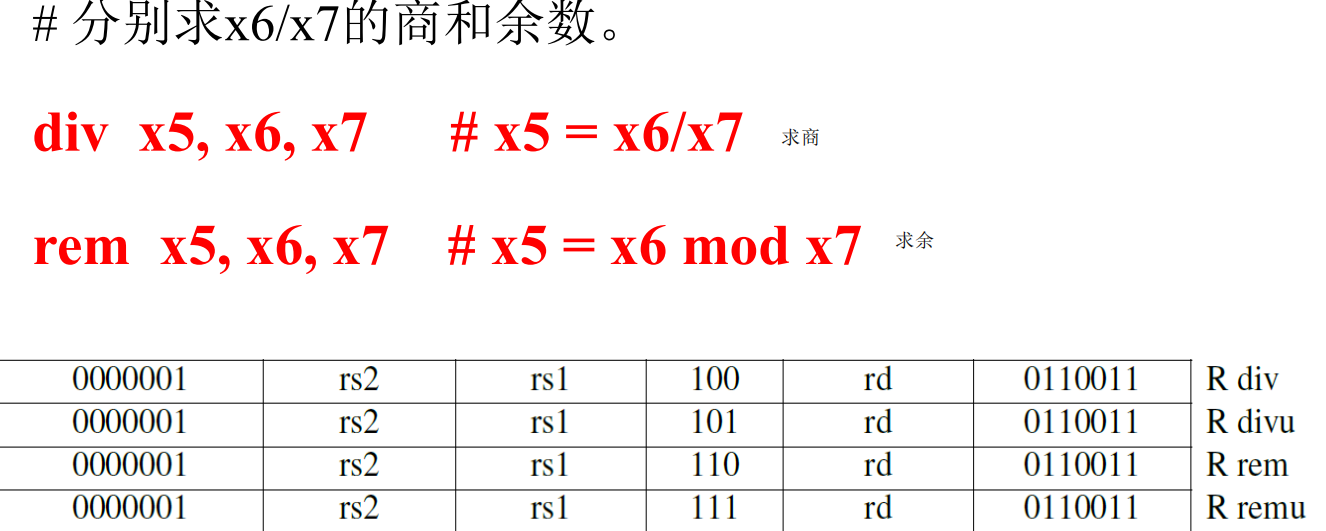 # 分别求x6/x7的商和余数。
div x5, x6, x7 # x5 = x6/x7 求商
rem x5, x6, x7 # x5 = x6 mod x7 求余
0000001 rs2 rs1 100 rd 0110011 R div
0000001 rs2 rs1 101 rd 0110011 R divu
0000001 rs2 rs1 110 rd 0110011 R rem
0000001 rs2 rs1 111 rd 0110011 R remu